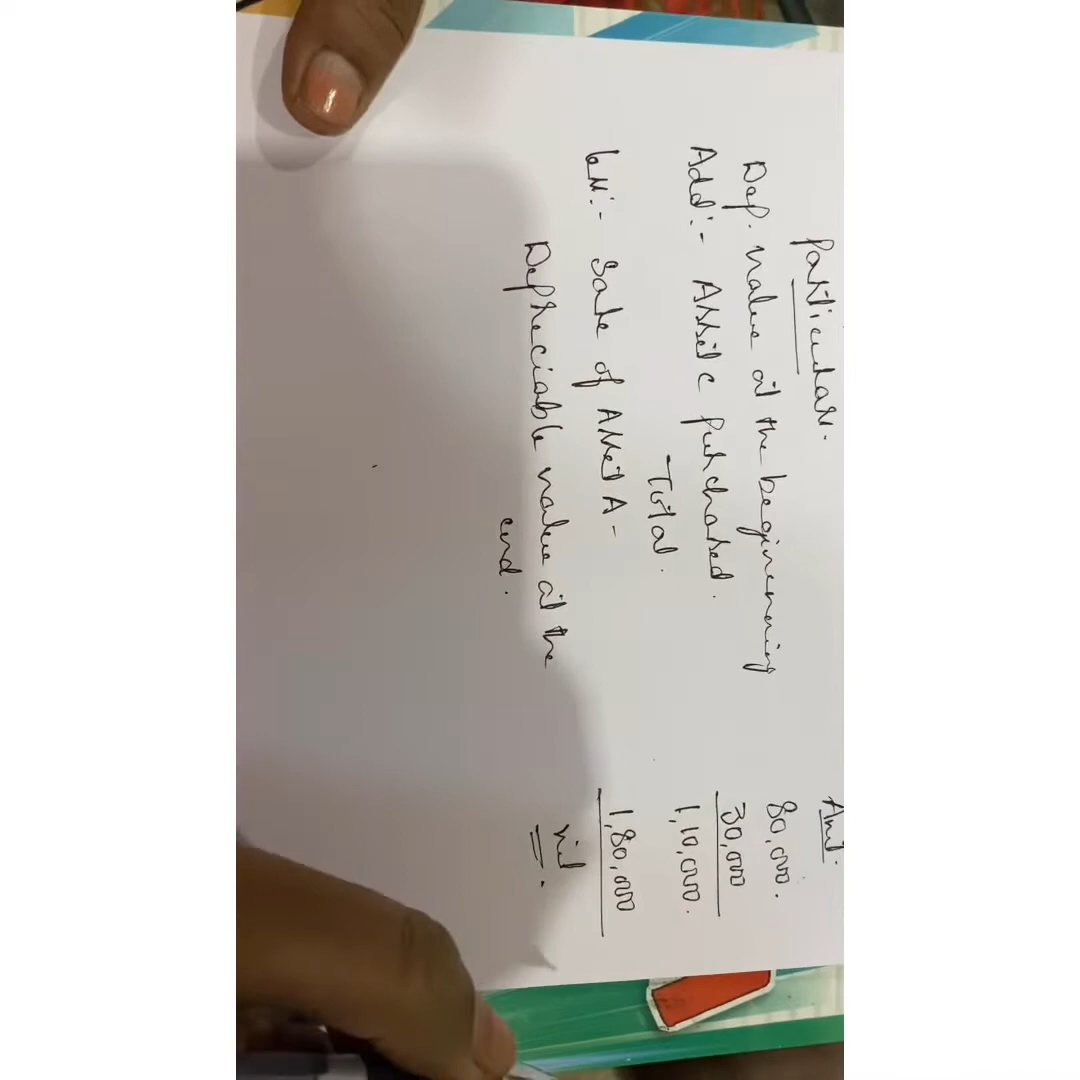 Particulars. Amt.
Dep. value at the beginnening 80,000.
Add:- Asset C purchased. 30,000
Total. 1,10,000.
Less:- Sale of Asset A- 1,80,000
Depreciable value at the nil
end.